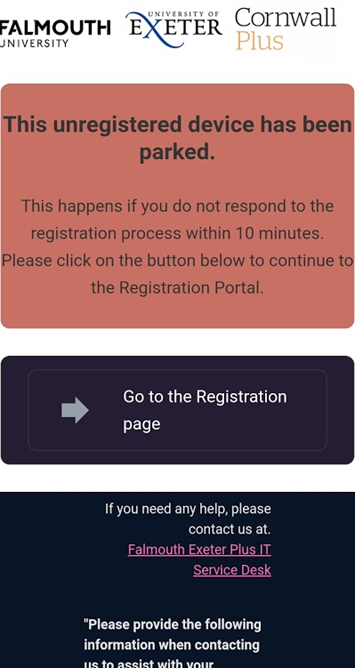 FALMOUTH
UNIVERSITY
UNIVERSITY OF
EXETER
Cornwall
Plus
This unregistered device has been
parked.
This happens if you do not respond to the
registration process within 10 minutes.
Please click on the button below to continue to
the Registration Portal.
Go to the Registration
page
If you need any help, please
contact us at.
Falmouth Exeter Plus IT
Service Desk
"Please provide the following
information when contacting
us to assist with your